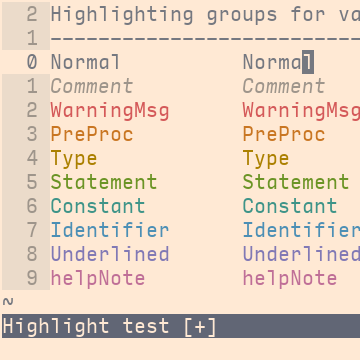 2 Highlighting groups for va
1 --------------------------
0 Normal Normal
1 Comment Comment
2 WarningMsg WarningMsg
3 PreProc PreProc
4 Type Type
5 Statement Statement
6 Constant Constant
7 Identifier Identifier
8 Underlined Underlined
9 helpNote helpNote
~
Highlight test [+]